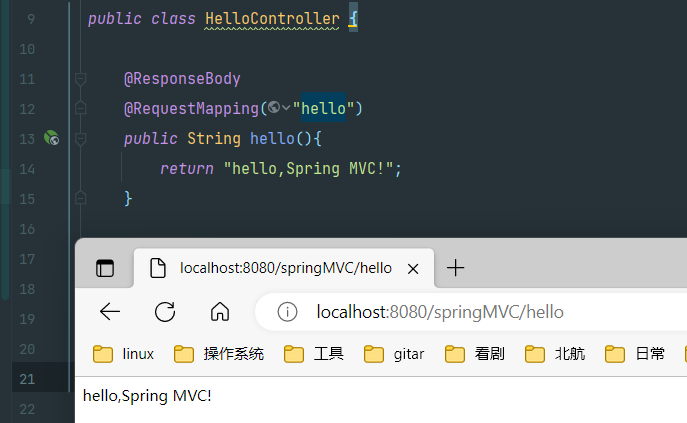 9 public class HelloController {
10
11 @ResponseBody
12 @RequestMapping("hello")
13 public String hello(){
14 return "hello,Spring MVC!";
15 }
16
17
18
19
20
21
22
localhost:8080/springMVC/hello
localhost:8080/springMVC/hello
linux 操作系统 工具 gitar 看剧 北航 日常
hello,Spring MVC!